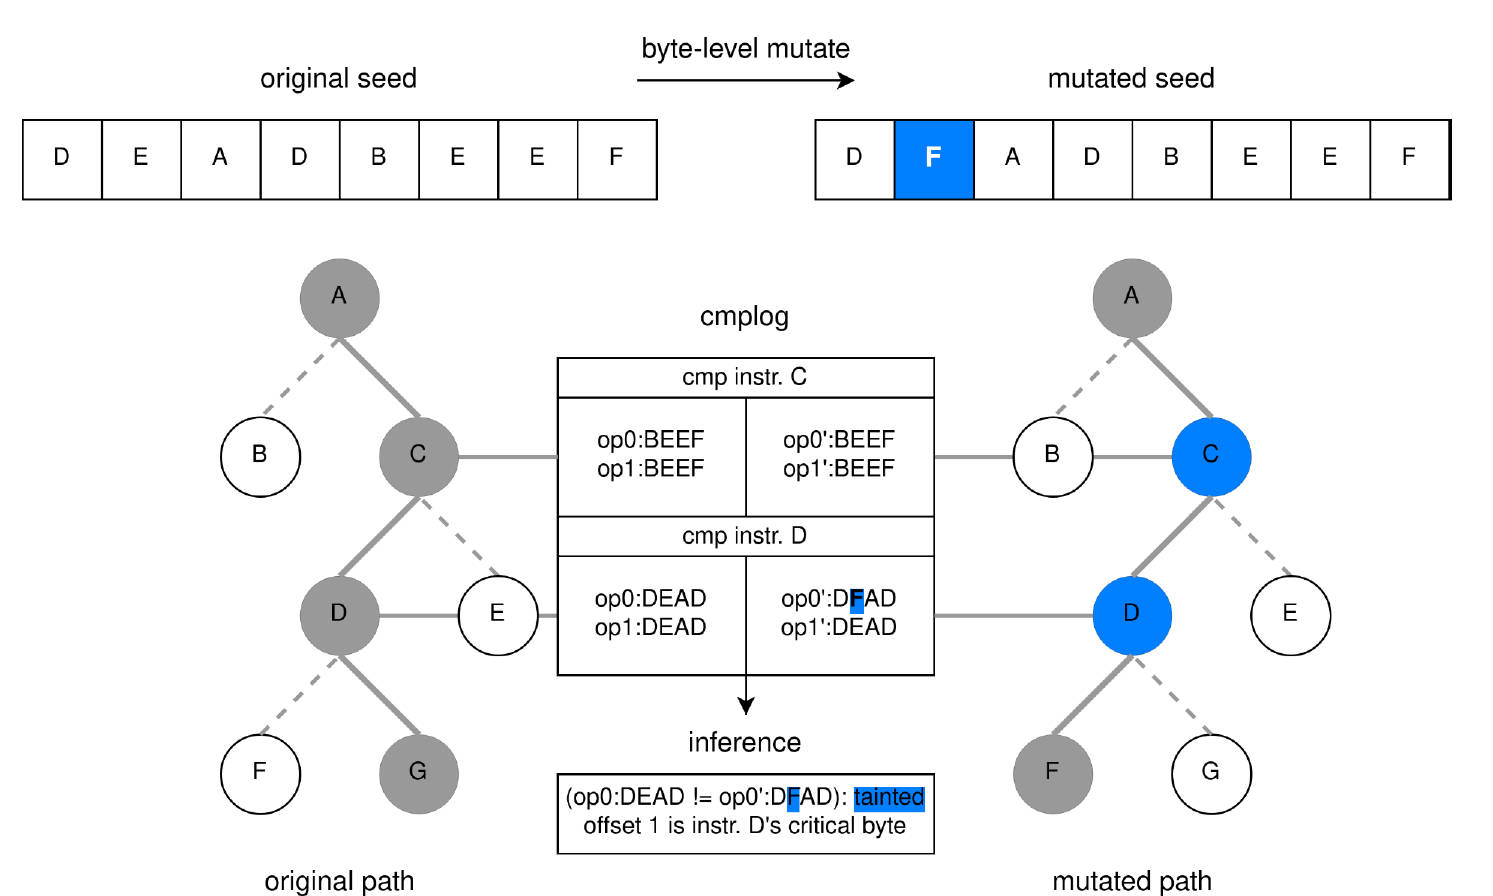 byte-level mutate
original seed
mutated seed
D E A D B E E F
D F A D B E E F
A
A
cmplog
cmp instr. C
B
C
op0:BEEF
op1:BEEF
op0':BEEF
op1':BEEF
B
C
cmp instr. D
D
E
op0:DEAD
op1:DEAD
op0':DFAD
op1':DEAD
D
E
F
G
inference
F
G
(op0:DEAD != op0':DFAD): tainted
offset 1 is instr. D's critical byte
original path
mutated path